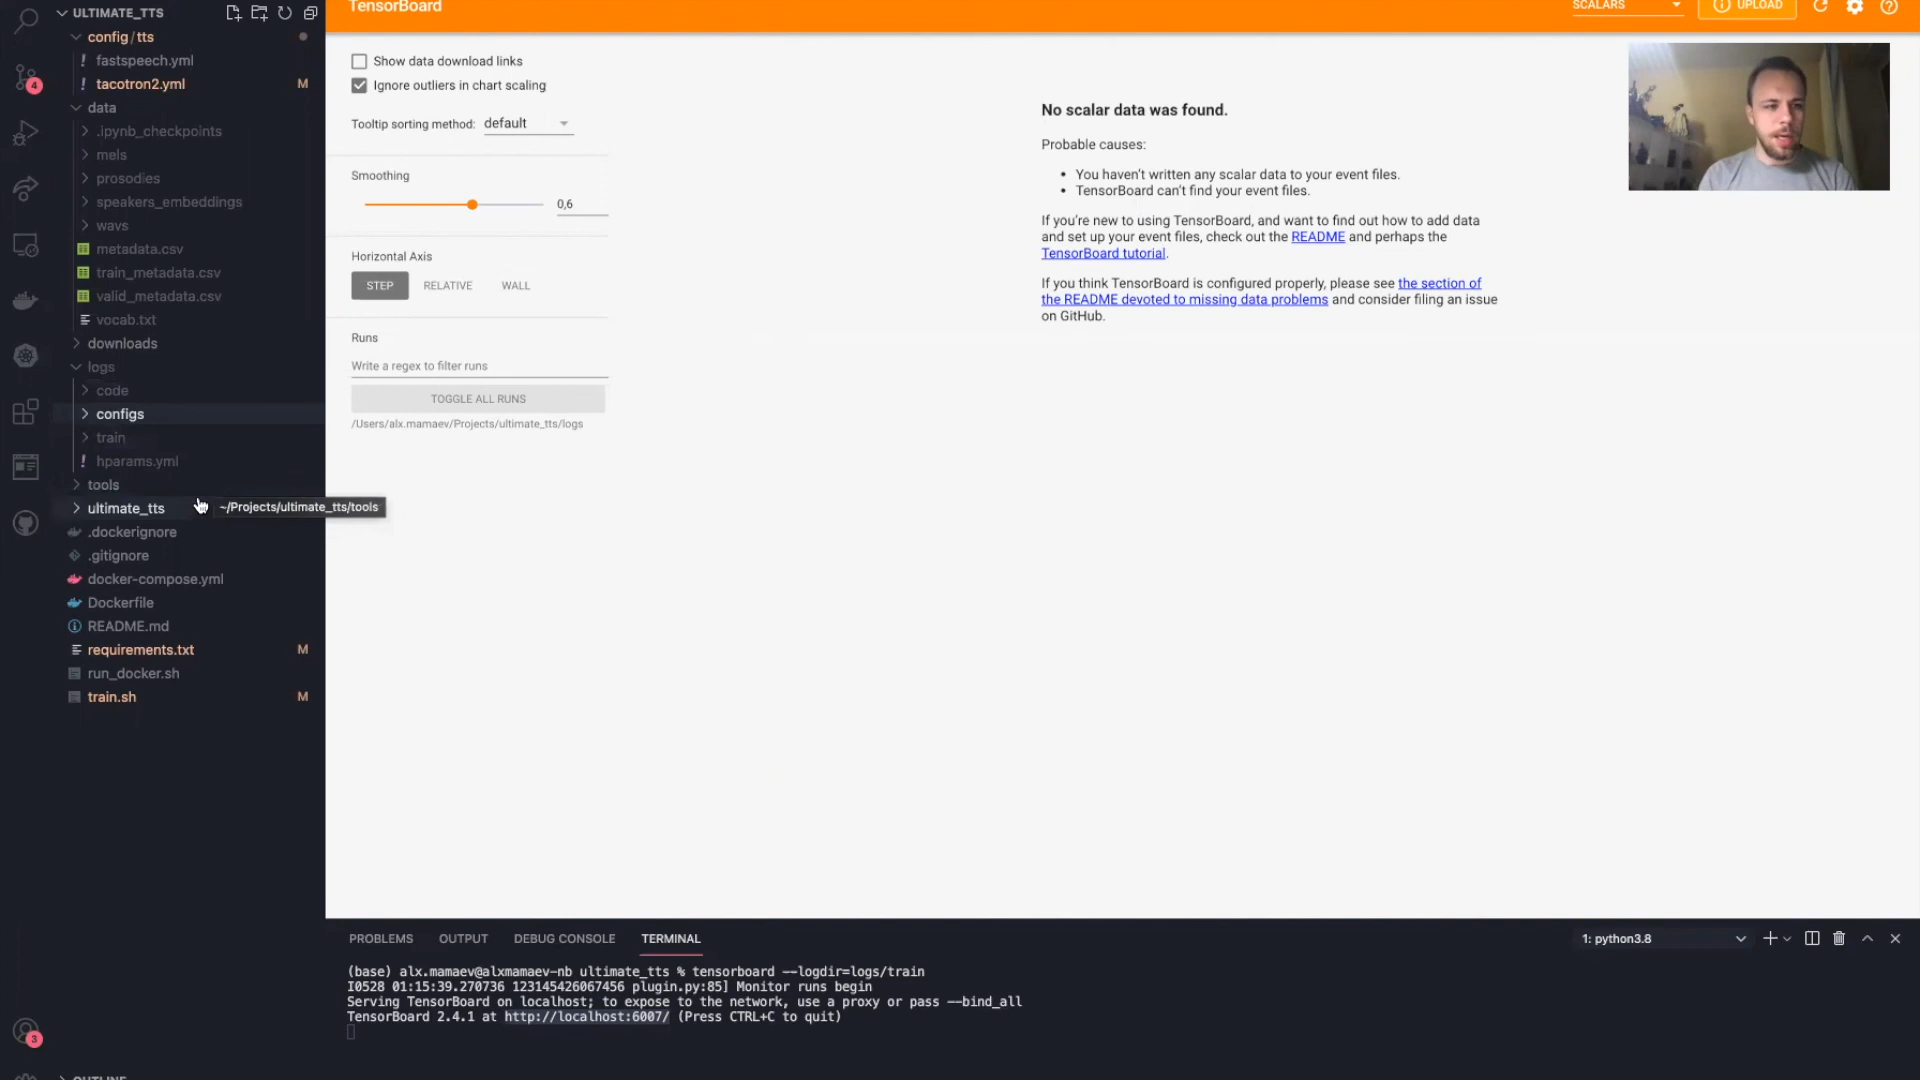 ULTIMATE_TTS
config / tts
fastspeech.yml
tacotron2.yml M
data
.ipynb_checkpoints
mels
prosodies
speakers_embeddings
wavs
metadata.csv
train_metadata.csv
valid_metadata.csv
vocab.txt
downloads
logs
code
configs
train
hparams.yml
tools
ultimate_tts
~/Projects/ultimate_tts/tools
.dockerignore
.gitignore
docker-compose.yml
Dockerfile
README.md
requirements.txt M
run_docker.sh
train.sh M
OUTLINE
4
3
TensorBoard
SCALARS
UPLOAD
Show data download links
Ignore outliers in chart scaling
Tooltip sorting method: default
Smoothing
0,6
Horizontal Axis
STEP RELATIVE WALL
Runs
Write a regex to filter runs
TOGGLE ALL RUNS
/Users/alx.mamaev/Projects/ultimate_tts/logs
No scalar data was found.
Probable causes:
• You haven't written any scalar data to your event files.
• TensorBoard can't find your event files.
If you're new to using TensorBoard, and want to find out how to add data
and set up your event files, check out the README and perhaps the
TensorBoard tutorial.
If you think TensorBoard is configured properly, please see the section of
the README devoted to missing data problems and consider filing an issue
on GitHub.
PROBLEMS OUTPUT DEBUG CONSOLE TERMINAL
1: python3.8
(base) alx.mamaev@alxmamaev-nb ultimate_tts % tensorboard --logdir=logs/train
I0528 01:15:39.270736 123145426067456 plugin.py:85] Monitor runs begin
Serving TensorBoard on localhost; to expose to the network, use a proxy or pass --bind_all
TensorBoard 2.4.1 at http://localhost:6007/ (Press CTRL+C to quit)